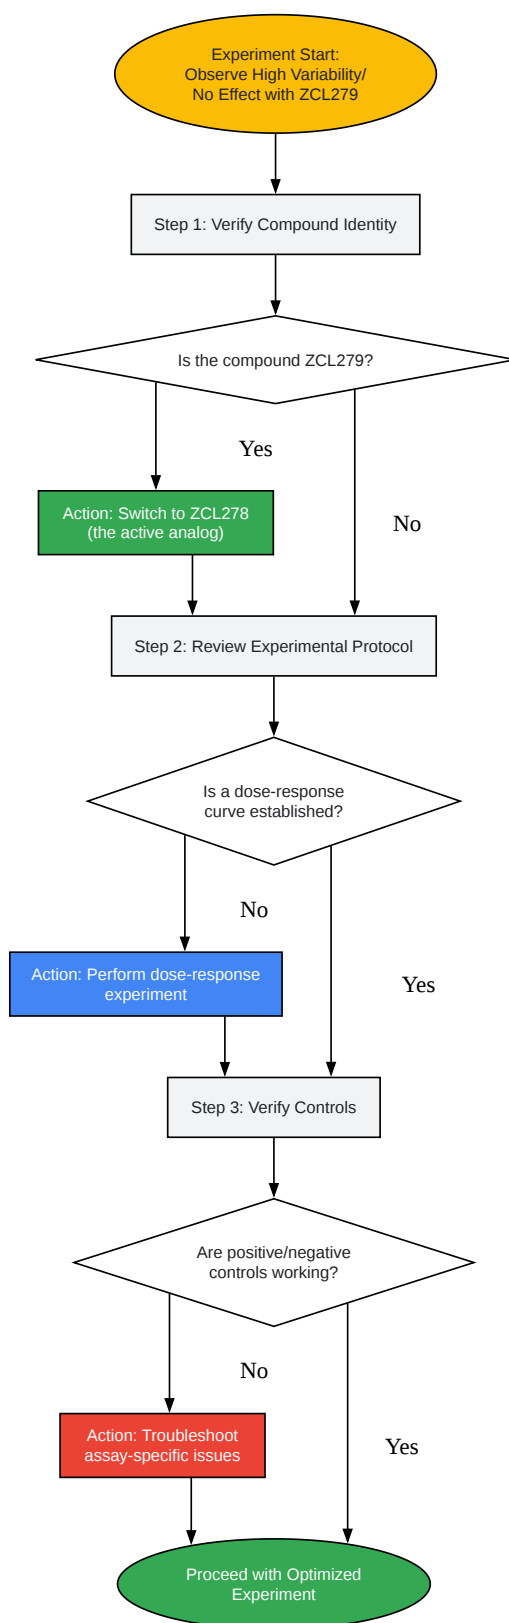 Experiment Start:
Observe High Variability/
No Effect with ZCL279
Step 1: Verify Compound Identity
Is the compound ZCL279?
Yes
Action: Switch to ZCL278
(the active analog)
No
Step 2: Review Experimental Protocol
Is a dose-response
curve established?
No
Action: Perform dose-response
experiment
Yes
Step 3: Verify Controls
Are positive/negative
controls working?
No
Action: Troubleshoot
assay-specific issues
Yes
Proceed with Optimized
Experiment